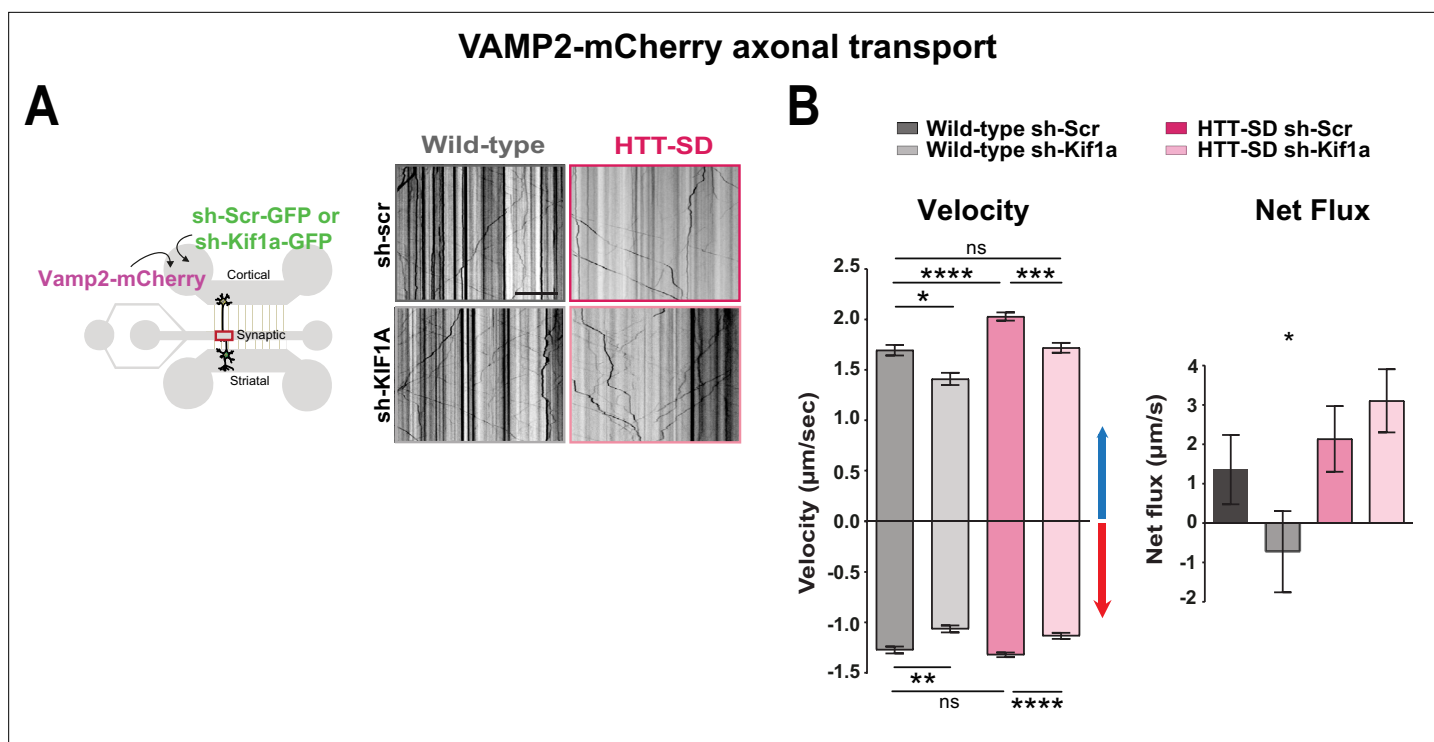 VAMP2-mCherry axonal transport
A
sh-Scr-GFP or
sh-Kif1a-GFP
Vamp2-mCherry
Cortical
Synaptic
Striatal
Wild-type
HTT-SD
sh-scr
sh-KIF1A
B
Wild-type sh-Scr
Wild-type sh-Kif1a
HTT-SD sh-Scr
HTT-SD sh-Kif1a
Velocity
ns
**** ***
*
2.5
2.0
1.5
1.0
0.5
0.0
-0.5
-1.0
-1.5
Velocity (µm/sec)
**
ns
****
Net Flux
*
4
3
2
1
0
-1
-2
Net flux (µm/s)